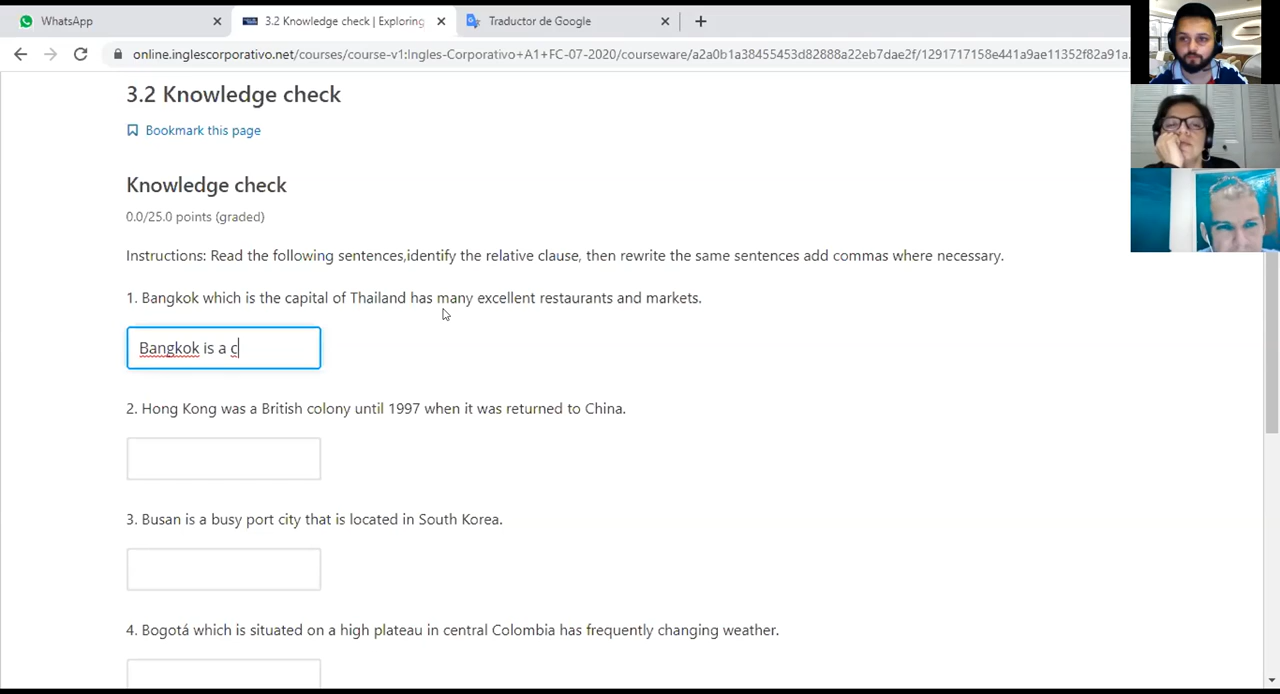 WhatsApp
3.2 Knowledge check | Exploring
Traductor de Google
online.inglescorporativo.net/courses/course-v1:Ingles-Corporativo+A1+FC-07-2020/courseware/a2a0b1a38455453d82888a22eb7dae2f/1291717158e441a9ae11352f82a91a...
3.2 Knowledge check
Bookmark this page
Knowledge check
0.0/25.0 points (graded)
Instructions: Read the following sentences,identify the relative clause, then rewrite the same sentences add commas where necessary.
1. Bangkok which is the capital of Thailand has many excellent restaurants and markets.
Bangkok is a c
2. Hong Kong was a British colony until 1997 when it was returned to China.
3. Busan is a busy port city that is located in South Korea.
4. Bogotá which is situated on a high plateau in central Colombia has frequently changing weather.